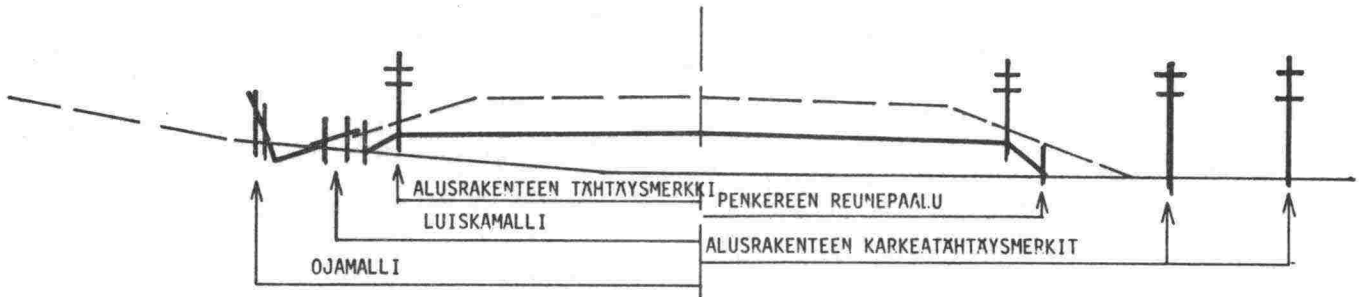 ALUSRAKENTEEN TÄHTÄYSMERKKI
PENKEREEN REUNEPAALU
LUISKAMALLI
ALUSRAKENTEEN KARKEATÄHTÄYSMERKIT
OJAMALLI